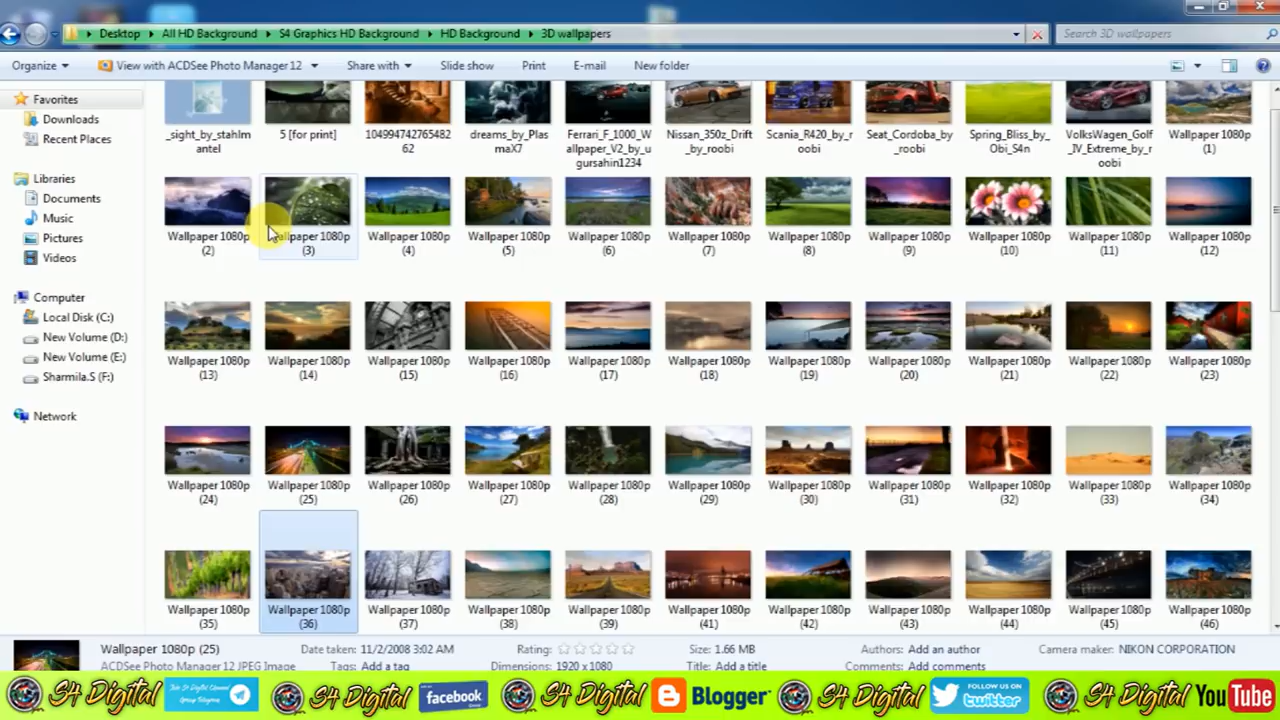 Desktop ▸ All HD Background ▸ S4 Graphics HD Background ▸ HD Background ▸ 3D wallpapers
Search 3D wallpapers
Organize View with ACDSee Photo Manager 12 Share with Slide show Print E-mail New folder
Favorites
Downloads
Recent Places
Libraries
Documents
Music
Pictures
Videos
Computer
Local Disk (C:)
New Volume (D:)
New Volume (E:)
Sharmila.S (F:)
Network
_sight_by_stahlm
antel
5 [for print]
104994742765482
62
dreams_by_Plas
maX7
Ferrari_F_1000_W
allpaper_V2_by_u
gursahin1234
Nissan_350z_Drift
_by_roobi
Scania_R420_by_r
oobi
Seat_Cordoba_by
_roobi
Spring_Bliss_by_
Obi_S4n
VolksWagen_Golf
_IV_Extreme_by_r
oobi
Wallpaper 1080p
(1)
Wallpaper 1080p
(2)
Wallpaper 1080p
(3)
Wallpaper 1080p
(4)
Wallpaper 1080p
(5)
Wallpaper 1080p
(6)
Wallpaper 1080p
(7)
Wallpaper 1080p
(8)
Wallpaper 1080p
(9)
Wallpaper 1080p
(10)
Wallpaper 1080p
(11)
Wallpaper 1080p
(12)
Wallpaper 1080p
(13)
Wallpaper 1080p
(14)
Wallpaper 1080p
(15)
Wallpaper 1080p
(16)
Wallpaper 1080p
(17)
Wallpaper 1080p
(18)
Wallpaper 1080p
(19)
Wallpaper 1080p
(20)
Wallpaper 1080p
(21)
Wallpaper 1080p
(22)
Wallpaper 1080p
(23)
Wallpaper 1080p
(24)
Wallpaper 1080p
(25)
Wallpaper 1080p
(26)
Wallpaper 1080p
(27)
Wallpaper 1080p
(28)
Wallpaper 1080p
(29)
Wallpaper 1080p
(30)
Wallpaper 1080p
(31)
Wallpaper 1080p
(32)
Wallpaper 1080p
(33)
Wallpaper 1080p
(34)
Wallpaper 1080p
(35)
Wallpaper 1080p
(36)
Wallpaper 1080p
(37)
Wallpaper 1080p
(38)
Wallpaper 1080p
(39)
Wallpaper 1080p
(41)
Wallpaper 1080p
(42)
Wallpaper 1080p
(43)
Wallpaper 1080p
(44)
Wallpaper 1080p
(45)
Wallpaper 1080p
(46)
Wallpaper 1080p (25) Date taken: 11/2/2008 3:02 AM Rating: Size: 1.66 MB Authors: Add an author Camera maker: NIKON CORPORATION
ACDSee Photo Manager 12 JPEG Image Tags: Add a tag Dimensions: 1920 x 1080 Title: Add a title Comments: Add comments
S4 Digital Join S4 Digital Channel Group Telegram S4 Digital facebook S4 Digital Blogger S4 Digital FOLLOW US ON twitter S4 Digital YouTube